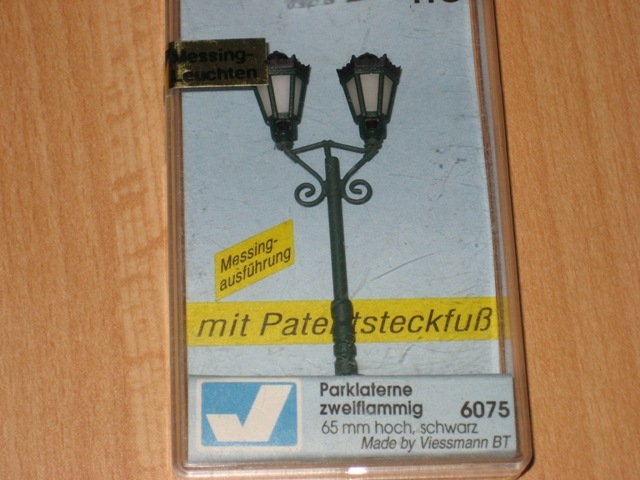 Messing-
Leuchten
Messing-
ausführung
mit Patentsteckfuß
Parklaterne
zweiflammig 6075
65 mm hoch, schwarz
Made by Viessmann BT